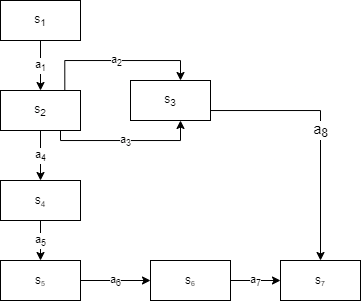 S₁
a₁
a₂
S₂
S₃
a₃
a₈
a₄
S₄
a₅
S₅
a₆
S₆
a₇
S₇